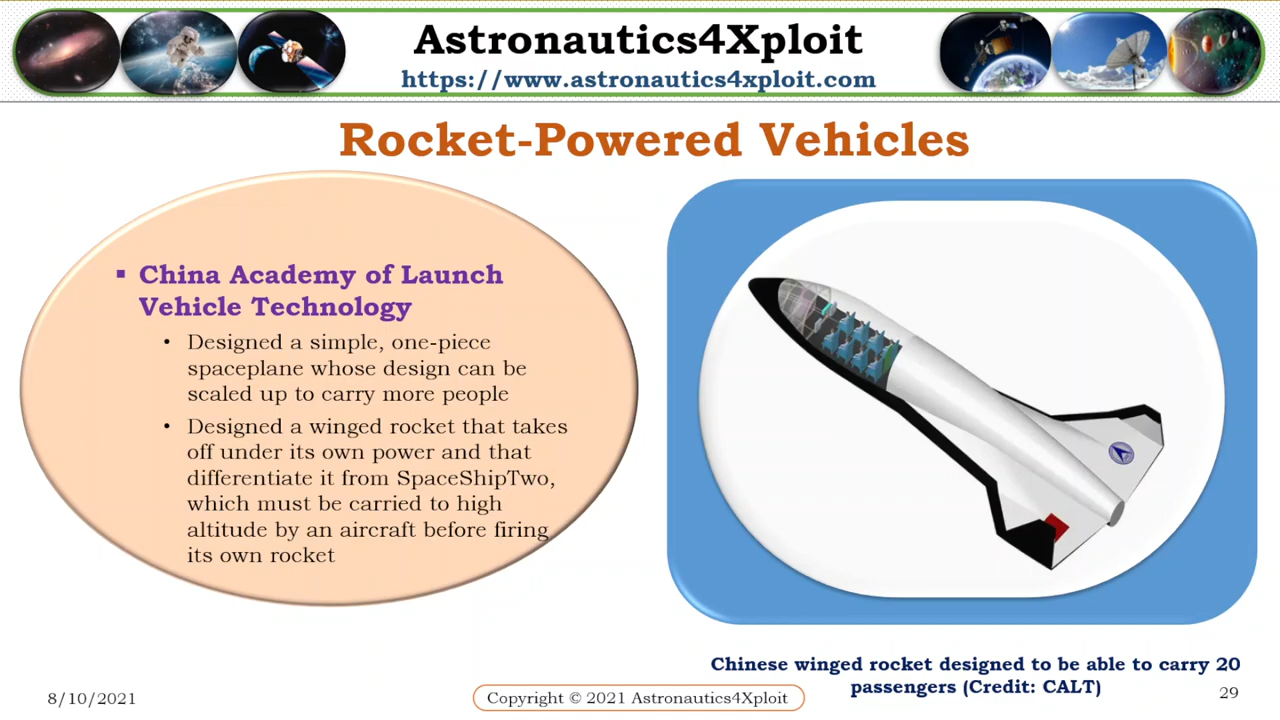 Astronautics4Xploit
https://www.astronautics4xploit.com
Rocket-Powered Vehicles
▪ China Academy of Launch
Vehicle Technology
• Designed a simple, one-piece
spaceplane whose design can be
scaled up to carry more people
• Designed a winged rocket that takes
off under its own power and that
differentiate it from SpaceShipTwo,
which must be carried to high
altitude by an aircraft before firing
its own rocket
Chinese winged rocket designed to be able to carry 20
passengers (Credit: CALT)
8/10/2021
Copyright © 2021 Astronautics4Xploit
29